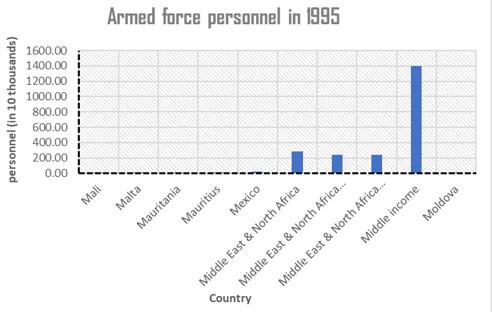 Armed force personnel in 1995
personnel (in 10 thousands)
1600.00
1400.00
1200.00
1000.00
800.00
600.00
400.00
200.00
0.00
Mali
Malta
Mauritania
Mauritius
Mexico
Middle East & North Africa
Middle East & North Africa...
Middle East & North Africa...
Middle income
Moldova
Country